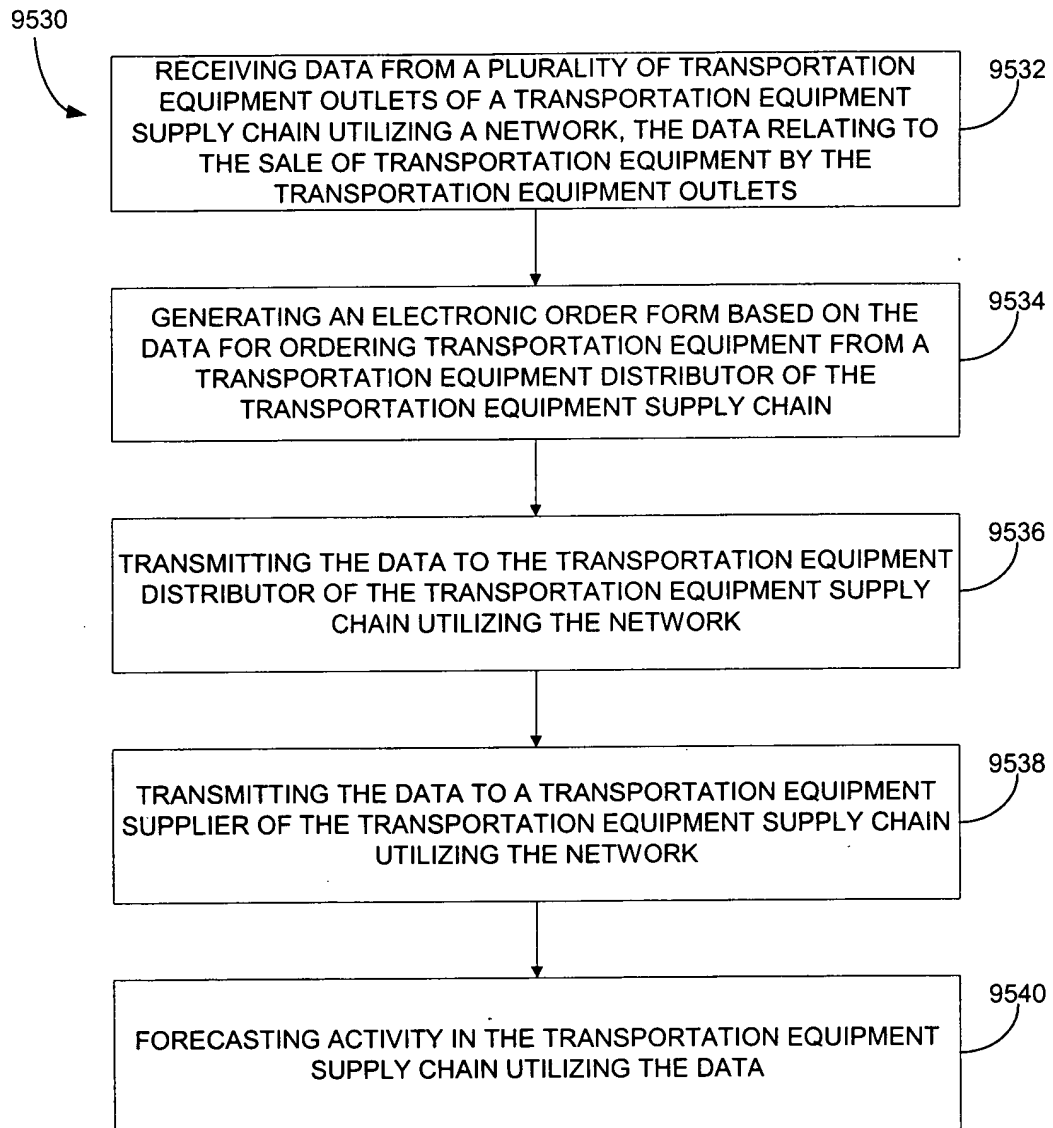 9530
RECEIVING DATA FROM A PLURALITY OF TRANSPORTATION
EQUIPMENT OUTLETS OF A TRANSPORTATION EQUIPMENT
SUPPLY CHAIN UTILIZING A NETWORK, THE DATA RELATING TO
THE SALE OF TRANSPORTATION EQUIPMENT BY THE
TRANSPORTATION EQUIPMENT OUTLETS
9532
GENERATING AN ELECTRONIC ORDER FORM BASED ON THE
DATA FOR ORDERING TRANSPORTATION EQUIPMENT FROM A
TRANSPORTATION EQUIPMENT DISTRIBUTOR OF THE
TRANSPORTATION EQUIPMENT SUPPLY CHAIN
9534
TRANSMITTING THE DATA TO THE TRANSPORTATION EQUIPMENT
DISTRIBUTOR OF THE TRANSPORTATION EQUIPMENT SUPPLY
CHAIN UTILIZING THE NETWORK
9536
TRANSMITTING THE DATA TO A TRANSPORTATION EQUIPMENT
SUPPLIER OF THE TRANSPORTATION EQUIPMENT SUPPLY CHAIN
UTILIZING THE NETWORK
9538
FORECASTING ACTIVITY IN THE TRANSPORTATION EQUIPMENT
SUPPLY CHAIN UTILIZING THE DATA
9540